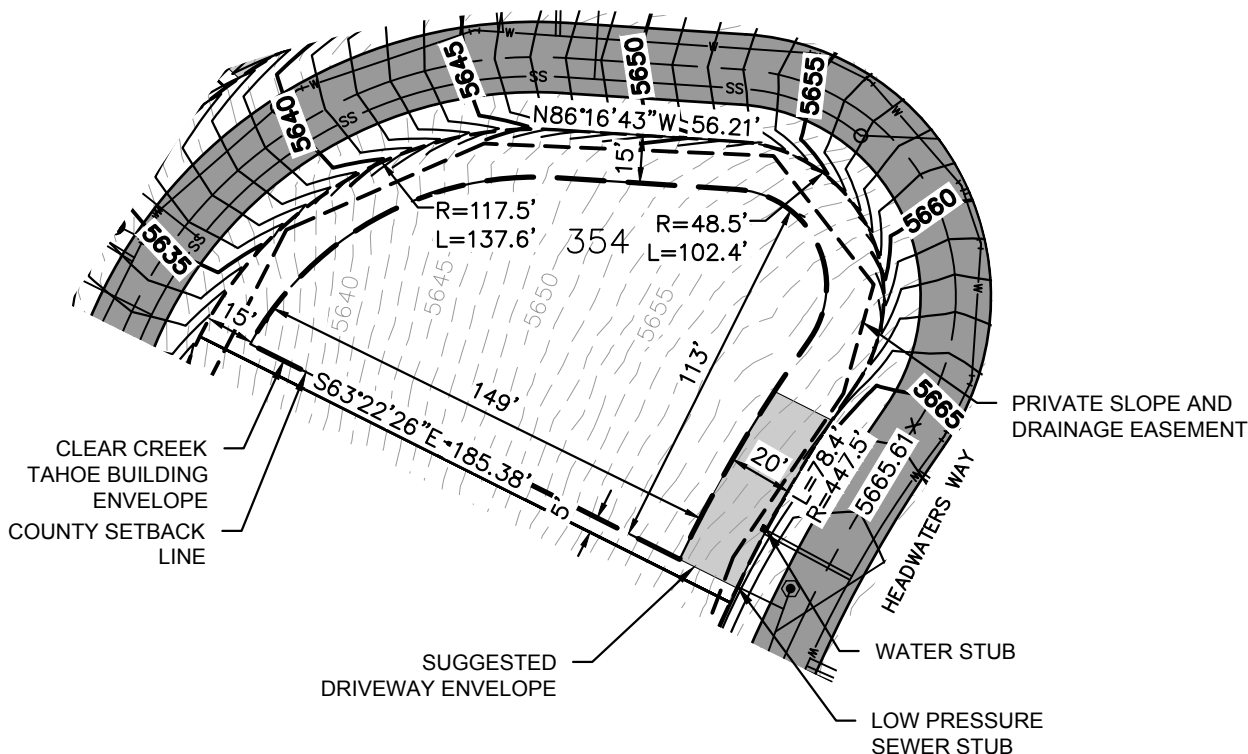 W
W
SS
SS
SS
SS
W
W
W
W
W
W
W
5645
5650
5655
5640
5660
5635
5665
N86°16'43"W 56.21'
15'
R=117.5'
L=137.6'
354
R=48.5'
L=102.4'
5640
5645
5650
5655
15'
113'
149'
S63°22'26"E 185.38'
20'
5'
L=78.4'
R=447.5'
5665.61
HEADWATERS WAY
PRIVATE SLOPE AND
DRAINAGE EASEMENT
CLEAR CREEK
TAHOE BUILDING
ENVELOPE
COUNTY SETBACK
LINE
SUGGESTED
DRIVEWAY ENVELOPE
WATER STUB
LOW PRESSURE
SEWER STUB